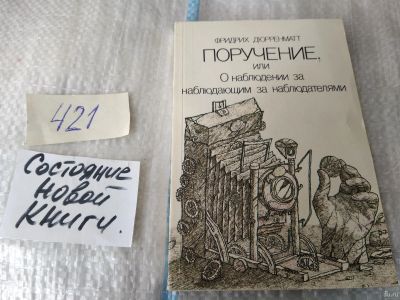 ФРИДРИХ ДЮРРЕНМАТТ
ПОРУЧЕНИЕ,
или
О наблюдении за
наблюдающим за наблюдателями
421
Состояние
новой
книги.